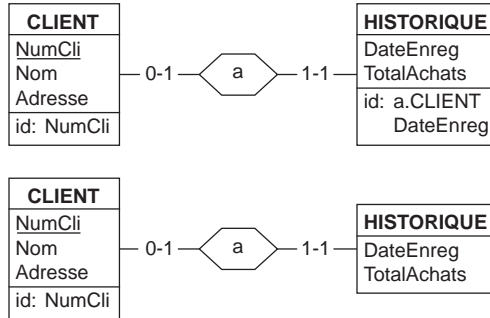 CLIENT
NumCli
Nom
Adresse
id: NumCli
0-1
a
1-1
HISTORIQUE
DateEnreg
TotalAchats
id: a.CLIENT
DateEnreg
CLIENT
NumCli
Nom
Adresse
id: NumCli
0-1
a
1-1
HISTORIQUE
DateEnreg
TotalAchats